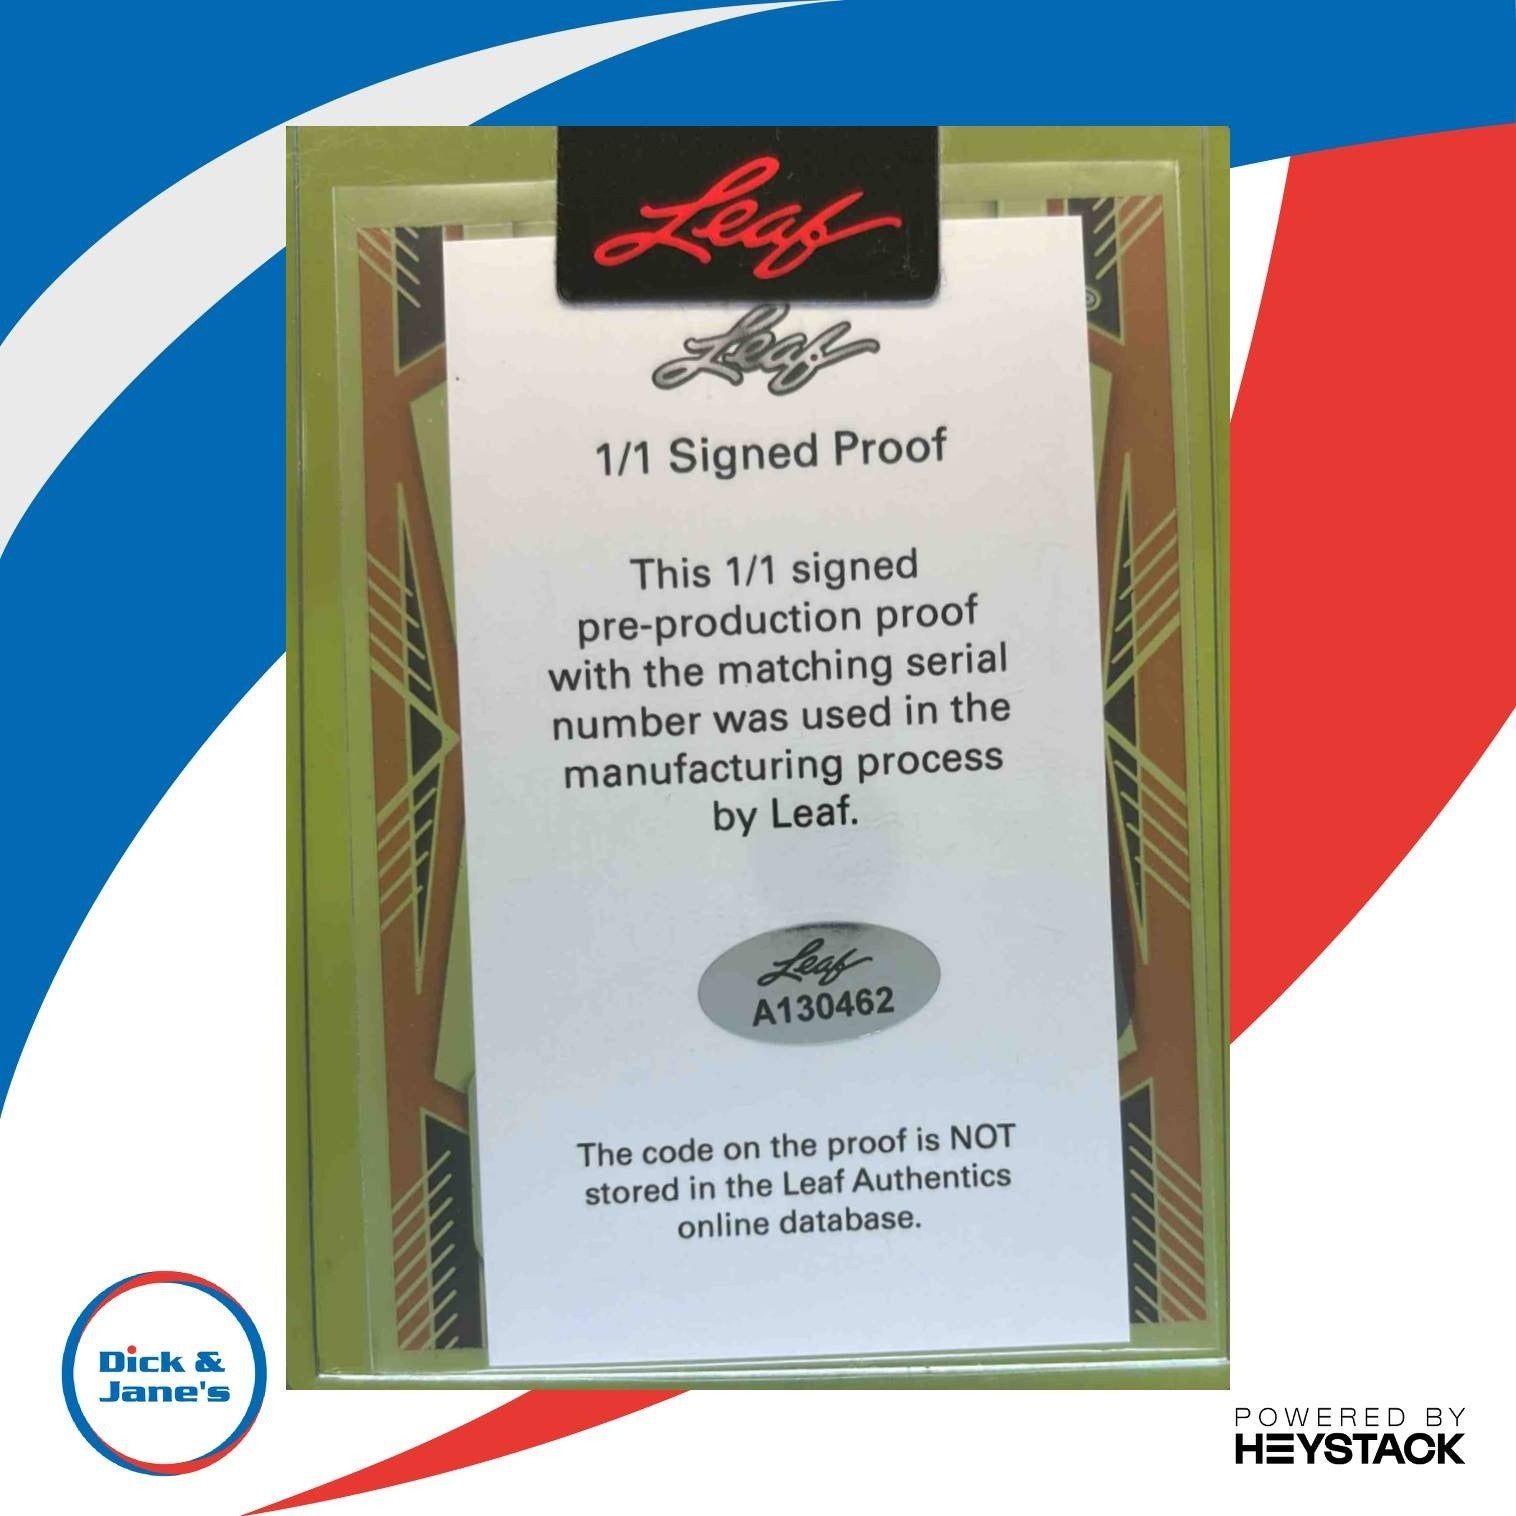 Leaf
Leaf
1/1 Signed Proof
This 1/1 signed
pre-production proof
with the matching serial
number was used in the
manufacturing process
by Leaf.
Leaf
A130462
The code on the proof is NOT
stored in the Leaf Authentics
online database.
Dick &
Jane's
POWERED BY
HEYSTACK